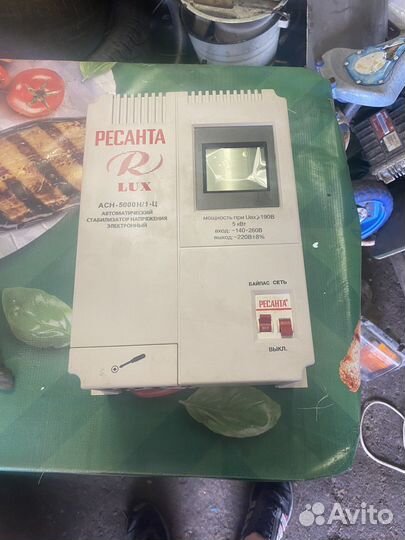 РЕСАНТА
R
LUX
АСН-5000Н/1-Ц
АВТОМАТИЧЕСКИЙ
СТАБИЛИЗАТОР НАПРЯЖЕНИЯ
ЭЛЕКТРОННЫЙ
мощность при Uвх≥190В
5 кВт
вход: ~140-260В
выход: ~220В±8%
БАЙПАС СЕТЬ
РЕСАНТА
ВЫКЛ.
Avito